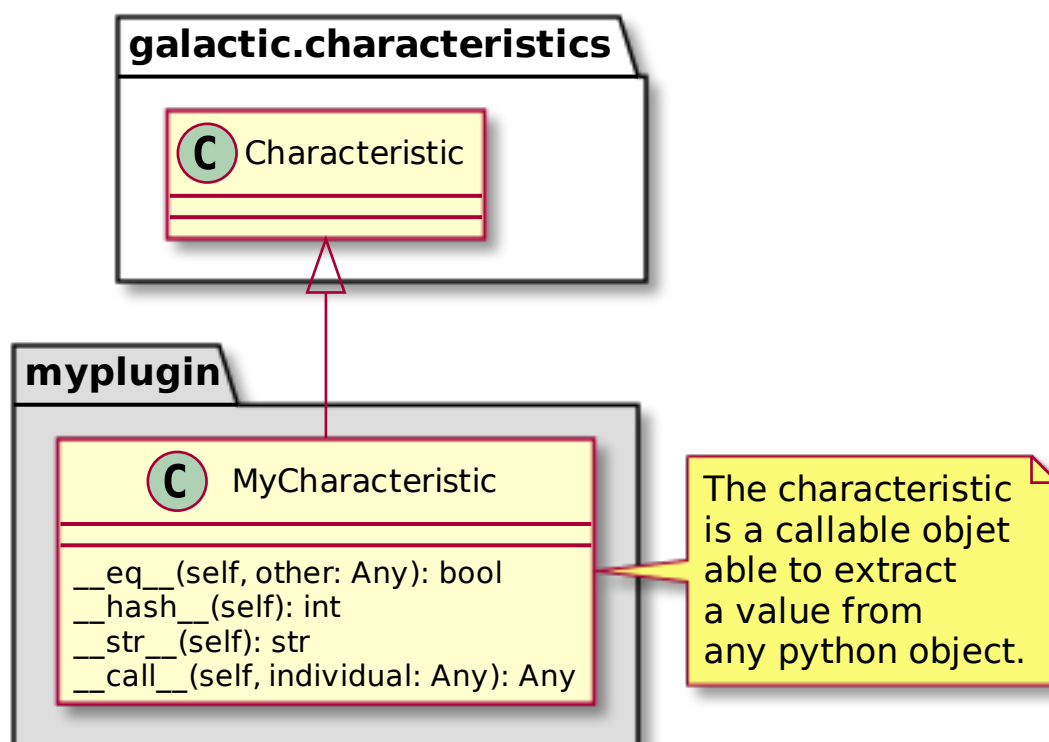 galactic.characteristics
C Characteristic
myplugin
C MyCharacteristic
__eq__(self, other: Any): bool
__hash__(self): int
__str__(self): str
__call__(self, individual: Any): Any
The characteristic
is a callable objet
able to extract
a value from
any python object.